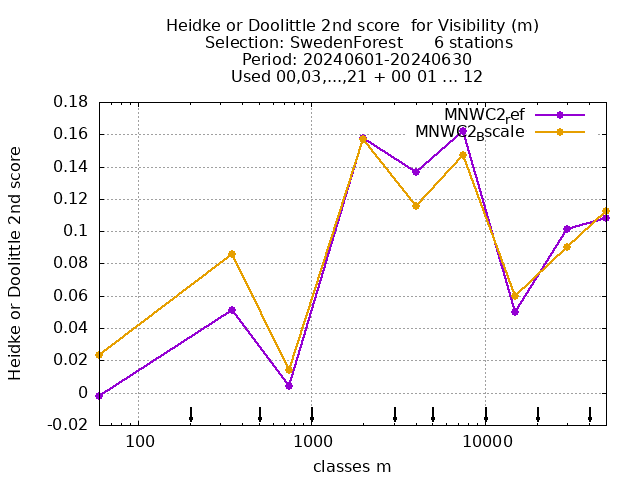 Heidke or Doolittle 2nd score  for Visibility (m)
Selection: SwedenForest      6 stations
Period: 20240601-20240630
Used 00,03,...,21 + 00 01 ... 12
MNWC2ref
MNWC2Bscale
Heidke or Doolittle 2nd score
0.18
0.16
0.14
0.12
0.1
0.08
0.06
0.04
0.02
0
-0.02
100 1000 10000
classes m